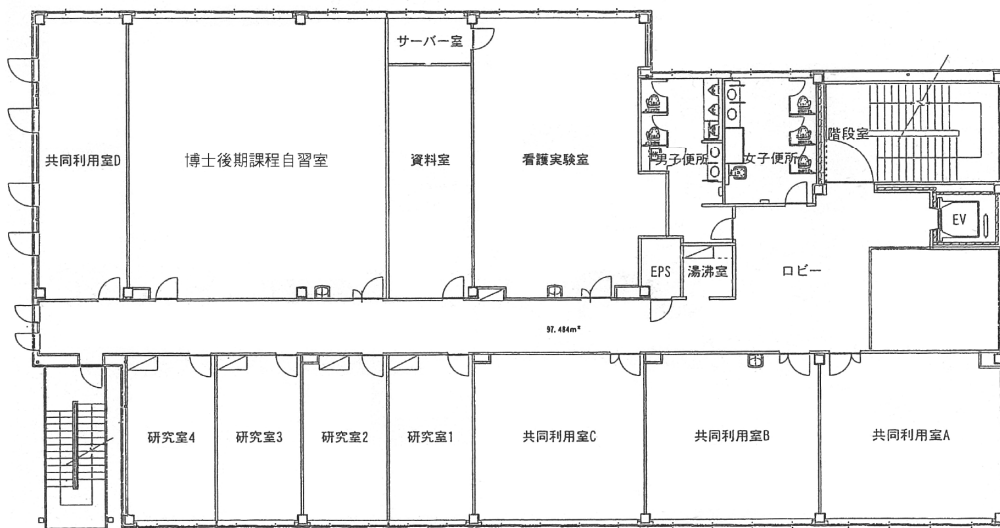 サーバー室
共同利用室D
博士後期課程自習室
資料室
看護実験室
男子便所
女子便所
階段室
EV
EPS
湯沸室
ロビー
97.484m²
研究室4
研究室3
研究室2
研究室1
共同利用室C
共同利用室B
共同利用室A